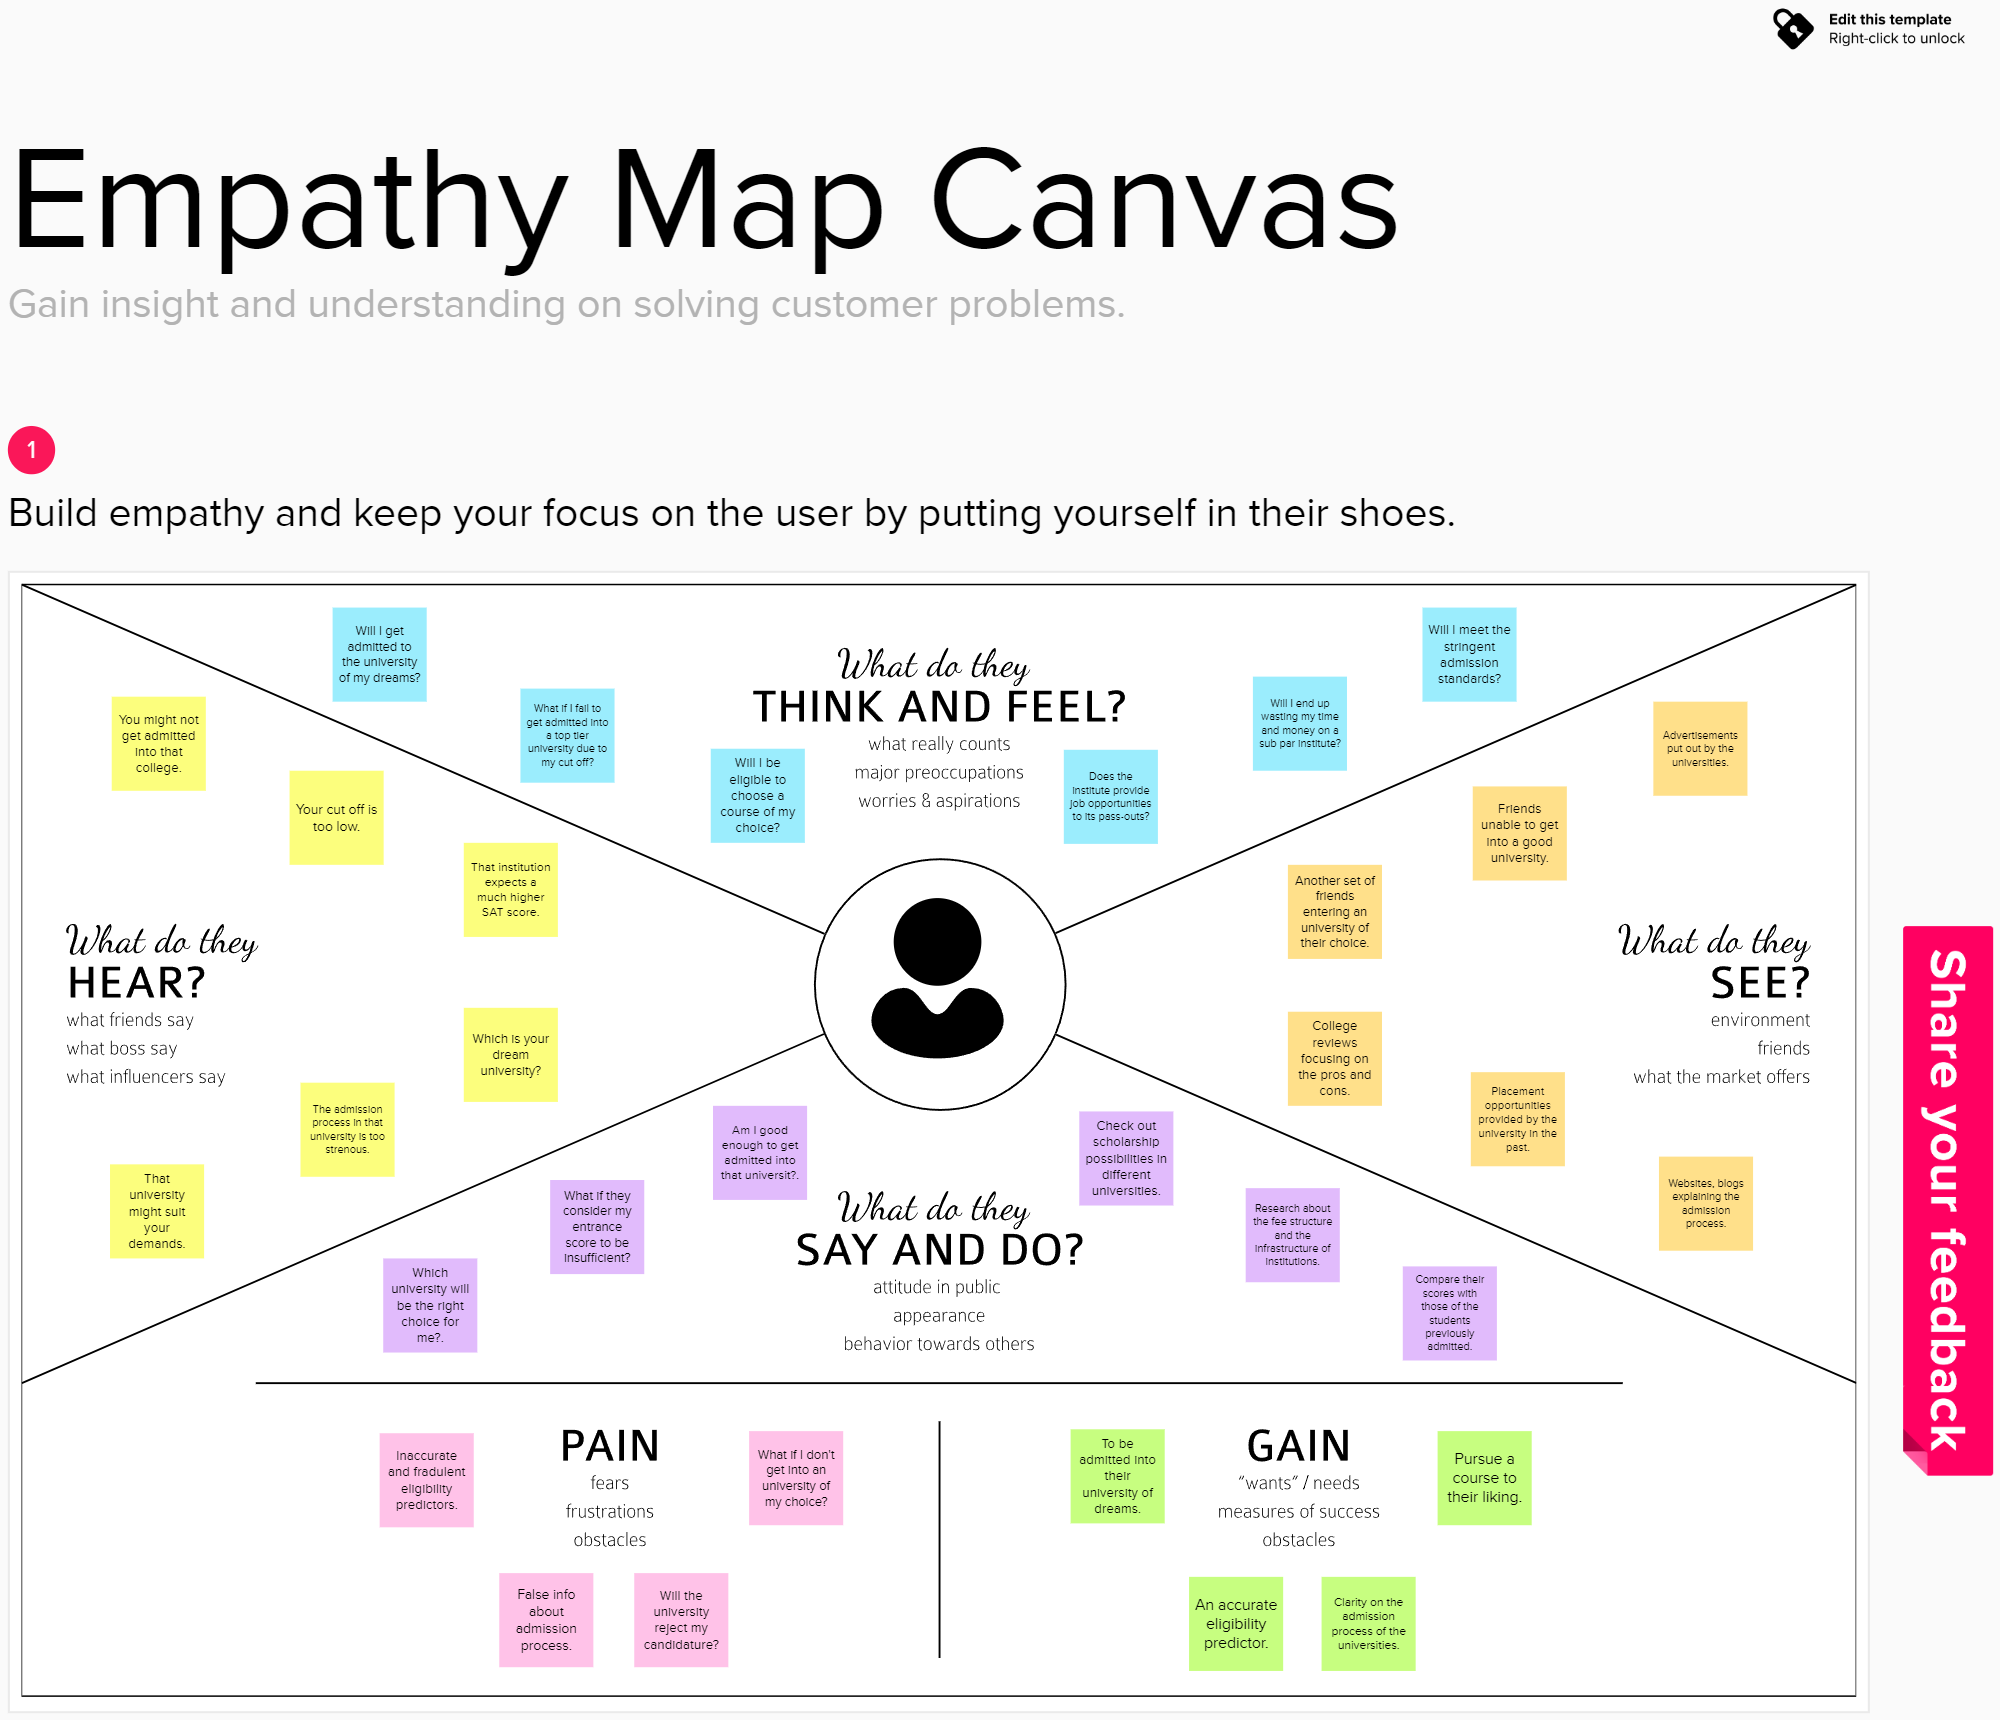 Edit this template
Right-click to unlock
Empathy Map Canvas
Gain insight and understanding on solving customer problems.
1
Build empathy and keep your focus on the user by putting yourself in their shoes.
What do they
THINK AND FEEL?
what really counts
major preoccupations
worries & aspirations
Will I get
admitted to
the university
of my dreams?
What if I fail to
get admitted into
a top tier
university due to
my cut off?
Will I be
eligible to
choose a
course of my
choice?
Does the
institute provide
job opportunities
to its pass-outs?
Will I end up
wasting my time
and money on a
sub par institute?
Will I meet the
stringent
admission
standards?
What do they
HEAR?
what friends say
what boss say
what influencers say
You might not
get admitted
into that
college.
Your cut off is
too low.
That institution
expects a
much higher
SAT score.
Which is your
dream
university?
The admission
process in that
university is too
strenous.
That
university
might suit
your
demands.
What do they
SEE?
environment
friends
what the market offers
Advertisements
put out by the
universities.
Friends
unable to get
into a good
university.
Another set of
friends
entering an
university of
their choice.
College
reviews
focusing on
the pros and
cons.
Placement
opportunities
provided by the
university in the
past.
Websites, blogs
explaining the
admission
process.
What do they
SAY AND DO?
attitude in public
appearance
behavior towards others
Am I good
enough to get
admitted into
that universit?.
What if they
consider my
entrance
score to be
insufficient?
Which
university will
be the right
choice for
me?.
Check out
scholarship
possibilities in
different
universities.
Research about
the fee structure
and the
infrastructure of
institutions.
Compare their
scores with
those of the
students
previously
admitted.
PAIN
fears
frustrations
obstacles
Inaccurate
and fradulent
eligibility
predictors.
What if I don't
get into an
university of
my choice?
False info
about
admission
process.
Will the
university
reject my
candidature?
GAIN
"wants" / needs
measures of success
obstacles
To be
admitted into
their
university of
dreams.
Pursue a
course to
their liking.
An accurate
eligibility
predictor.
Clarity on the
admission
process of the
universities.
Share your feedback